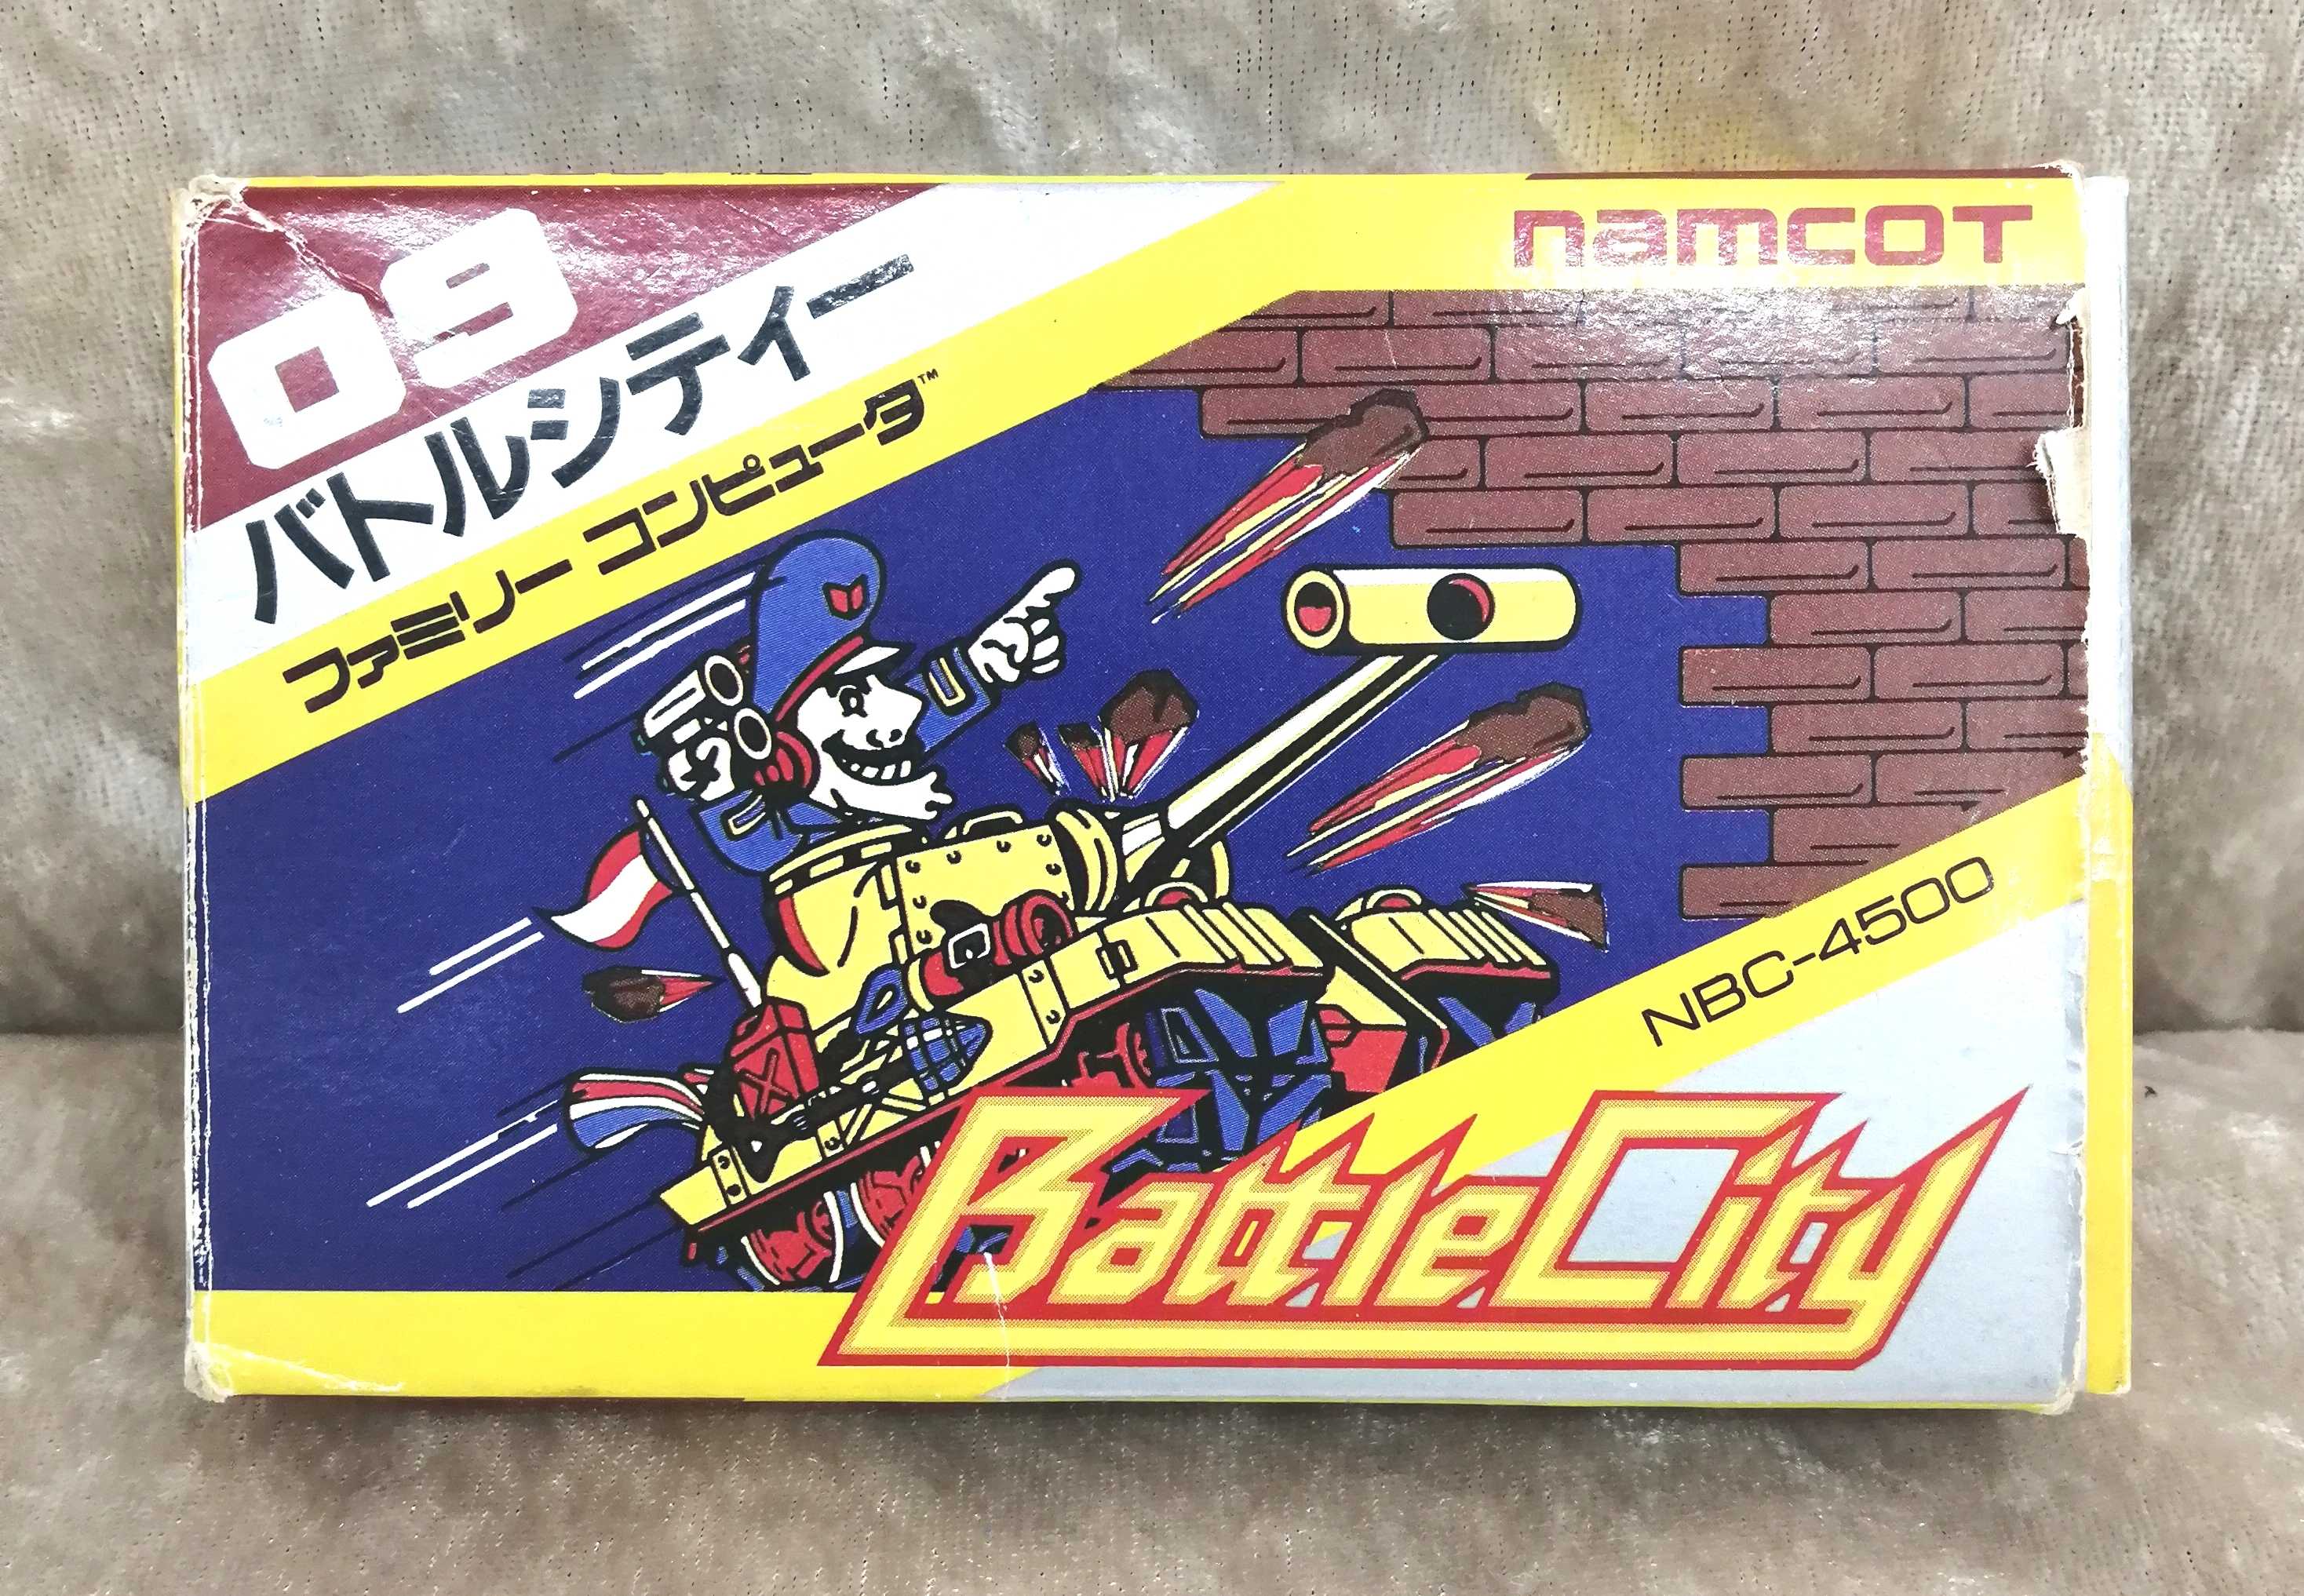 09
namcot
バトルシティー
ファミリー コンピュータ™
NBC-4500
BattleCity